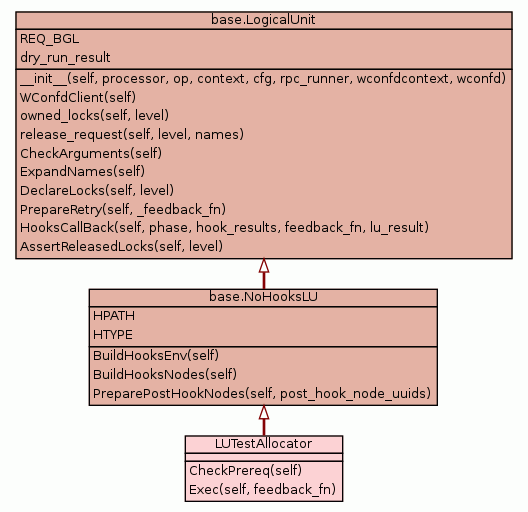 base.LogicalUnit
REQ_BGL
dry_run_result
__init__(self, processor, op, context, cfg, rpc_runner, wconfdcontext, wconfd)
WConfdClient(self)
owned_locks(self, level)
release_request(self, level, names)
CheckArguments(self)
ExpandNames(self)
DeclareLocks(self, level)
PrepareRetry(self, _feedback_fn)
HooksCallBack(self, phase, hook_results, feedback_fn, lu_result)
AssertReleasedLocks(self, level)
base.NoHooksLU
HPATH
HTYPE
BuildHooksEnv(self)
BuildHooksNodes(self)
PreparePostHookNodes(self, post_hook_node_uuids)
LUTestAllocator
CheckPrereq(self)
Exec(self, feedback_fn)